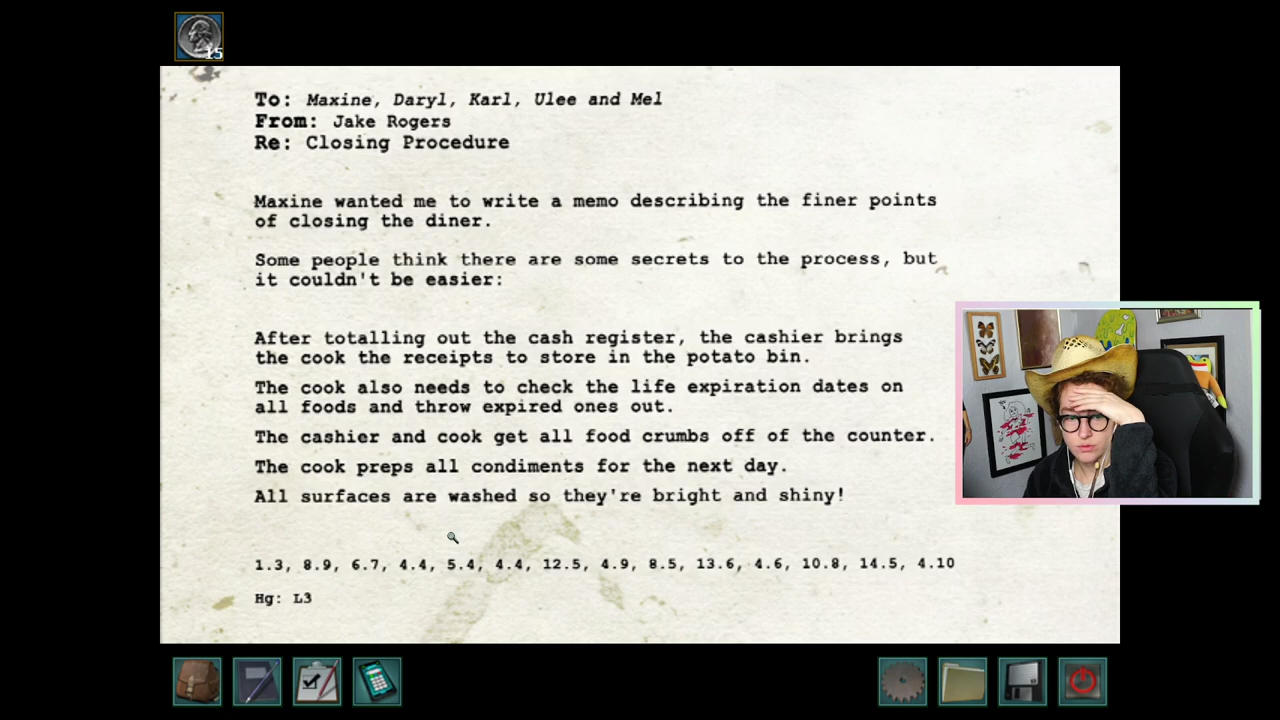 15
To: Maxine, Daryl, Karl, Ulee and Mel
From: Jake Rogers
Re: Closing Procedure
Maxine wanted me to write a memo describing the finer points
of closing the diner.
Some people think there are some secrets to the process, but
it couldn't be easier:
After totalling out the cash register, the cashier brings
the cook the receipts to store in the potato bin.
The cook also needs to check the life expiration dates on
all foods and throw expired ones out.
The cashier and cook get all food crumbs off of the counter.
The cook preps all condiments for the next day.
All surfaces are washed so they're bright and shiny!
1.3, 8.9, 6.7, 4.4, 5.4, 4.4, 12.5, 4.9, 8.5, 13.6, 4.6, 10.8, 14.5, 4.10
Hg: L3